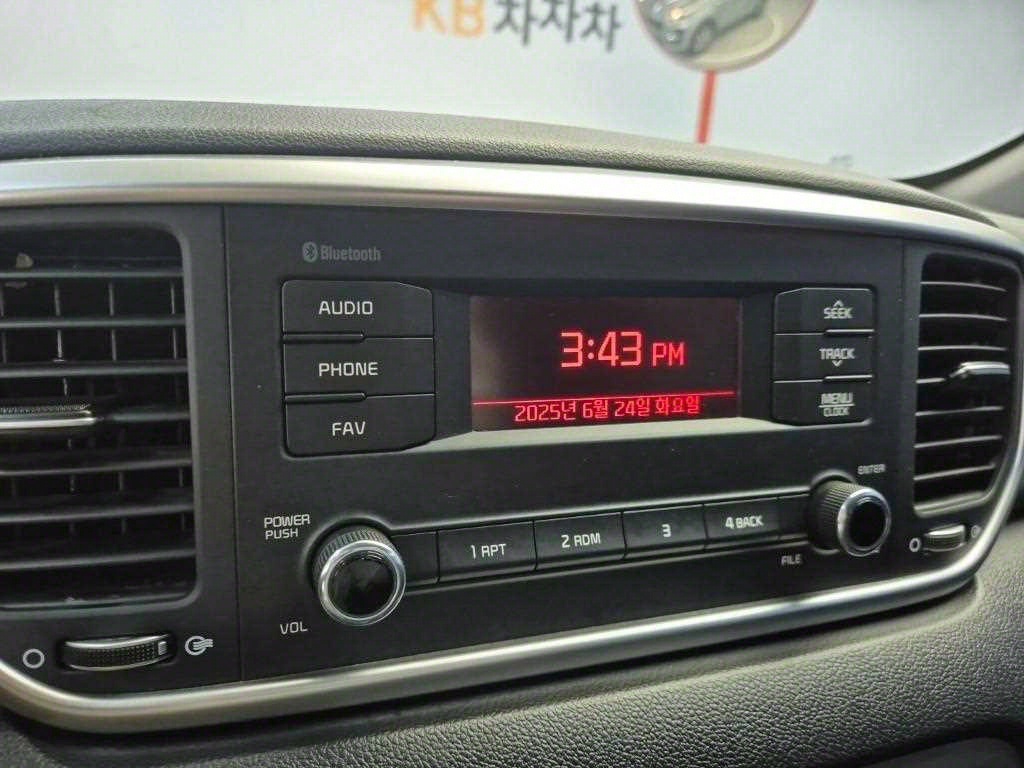 KB차차차
Bluetooth
AUDIO
PHONE
FAV
3:43 PM
2025년 6월 24일 화요일
SEEK
TRACK
MENU
CLOCK
POWER
PUSH
VOL
1 RPT
2 RDM
3
4 BACK
ENTER
FILE